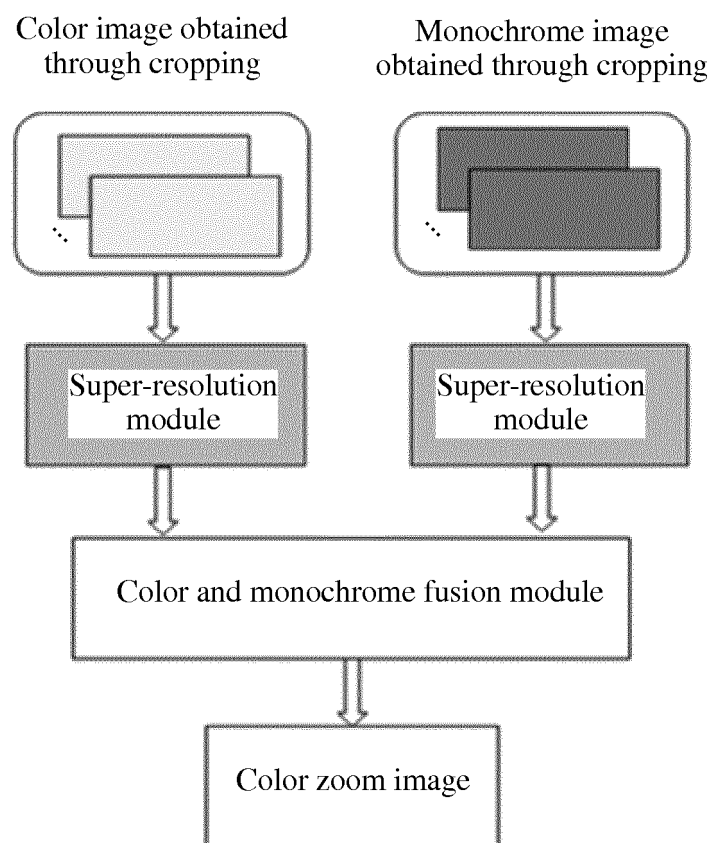 Color image obtained
through cropping
Monochrome image
obtained through cropping
Super-resolution
module
Super-resolution
module
Color and monochrome fusion module
Color zoom image